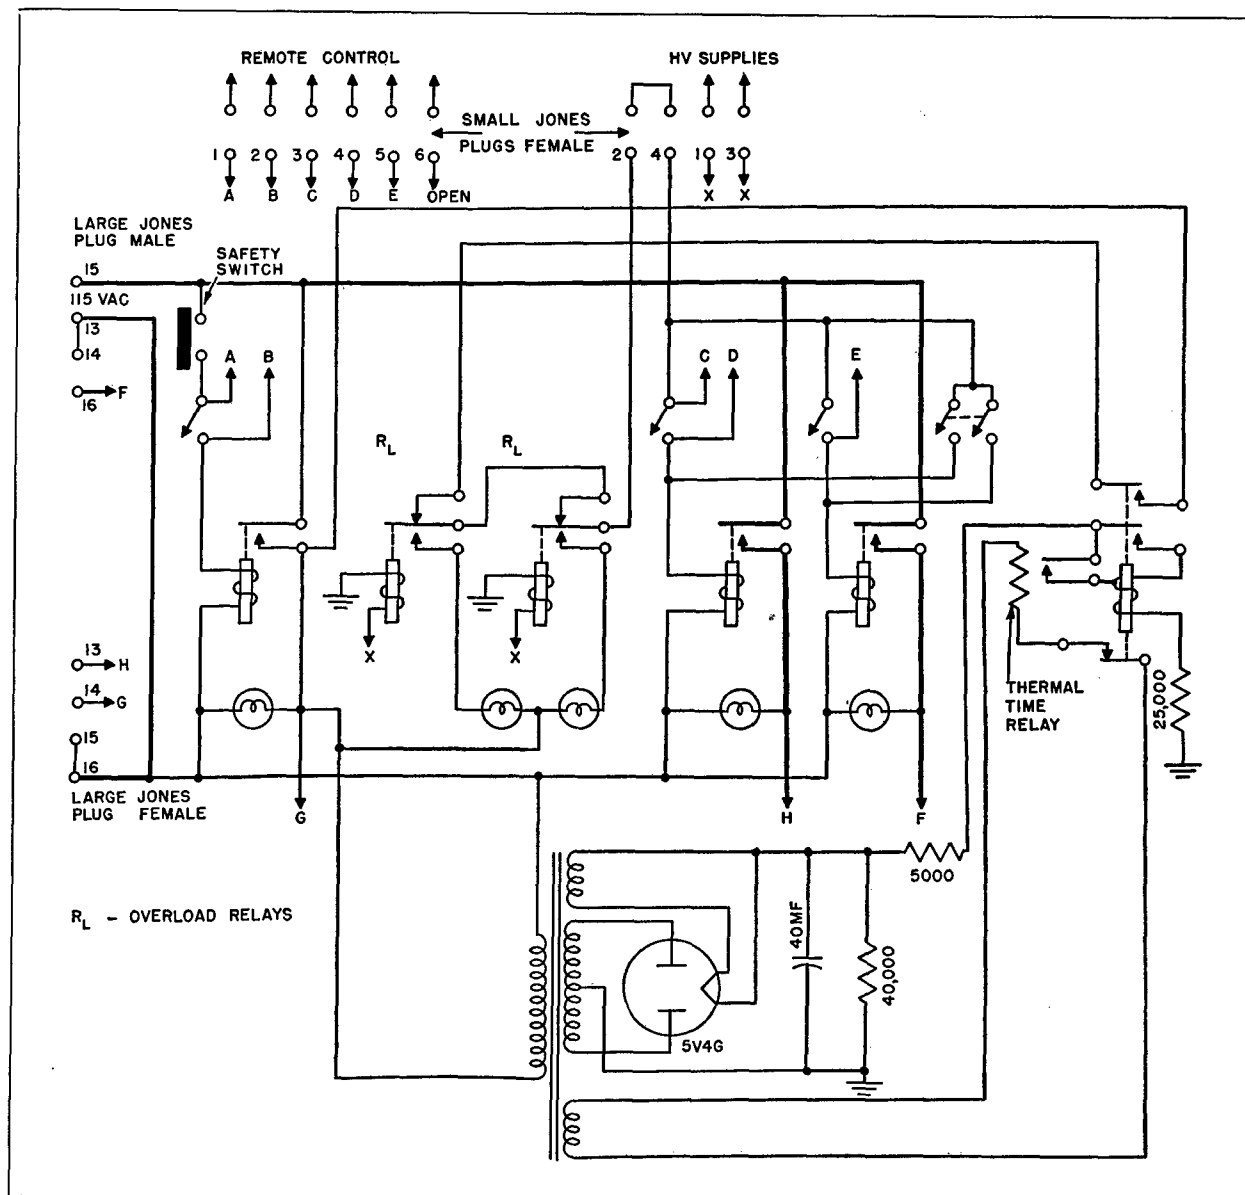 REMOTE CONTROL
HV SUPPLIES
SMALL JONES
PLUGS FEMALE
1 2 3 4 5 6 2 4 1 3
A B C D E OPEN X X
LARGE JONES
PLUG MALE
SAFETY
SWITCH
15
115 VAC
13
14
16 F
A B C D E
R_L R_L
X X
13 H
14 G
15
16
LARGE JONES
PLUG FEMALE
THERMAL
TIME
RELAY
25,000
G H F
5000
R_L – OVERLOAD RELAYS
40MF
40,000
5V4G